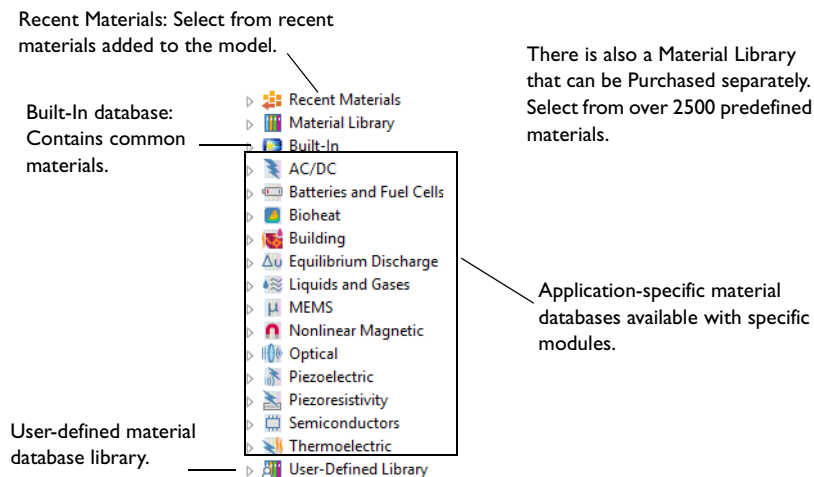 Recent Materials: Select from recent
materials added to the model.
There is also a Material Library
that can be Purchased separately.
Select from over 2500 predefined
materials.
Built-In database:
Contains common
materials.
Recent Materials
Material Library
Built-In
AC/DC
Batteries and Fuel Cells
Bioheat
Building
Δu Equilibrium Discharge
Liquids and Gases
μ MEMS
Nonlinear Magnetic
Optical
Piezoelectric
Piezoresistivity
Semiconductors
Thermoelectric
User-Defined Library
Application-specific material
databases available with specific
modules.
User-defined material
database library.